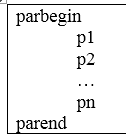 parbegin
p1
p2
…
pn
parend